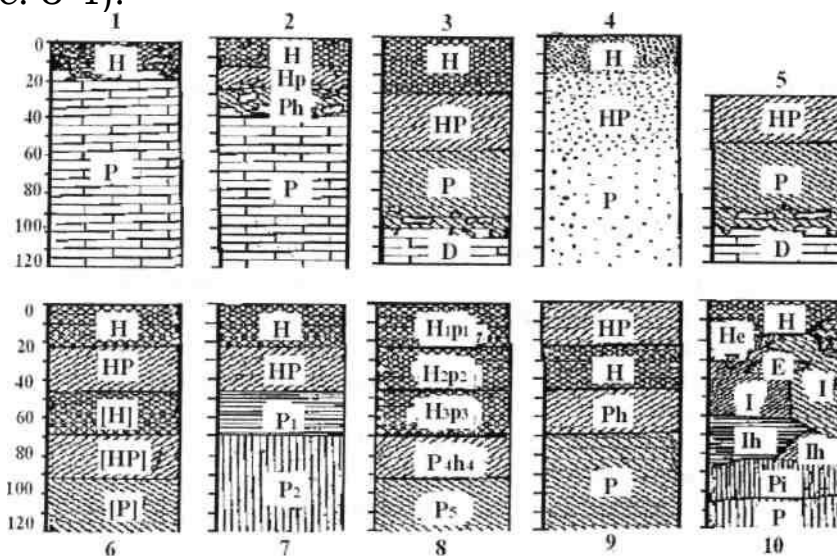 1 2 3 4
0
H H H H
20 Hp 5
40 Ph HP HP HP
60
P
80 P P P P
100
D D
120
0 H H H₁p₁ HP H
20 He
HP HP H₂p₂ H E
40
I I
60 [H] P₁ H₃p₃ Ph
Ih Ih
80 [HP] P₄h₄
P₂ P Pi
100
[P] P₅ P
120
6 7 8 9 10